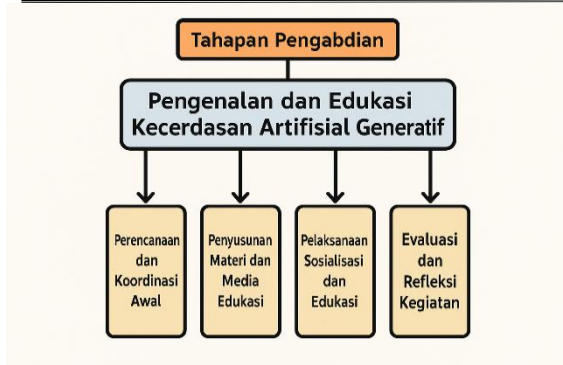 Tahapan Pengabdian
Pengenalan dan Edukasi
Kecerdasan Artifisial Generatif
Perencanaan
dan
Koordinasi
Awal
Penyusunan
Materi dan
Media
Edukasi
Pelaksanaan
Sosialisasi
dan
Edukasi
Evaluasi
dan
Refleksi
Kegiatan